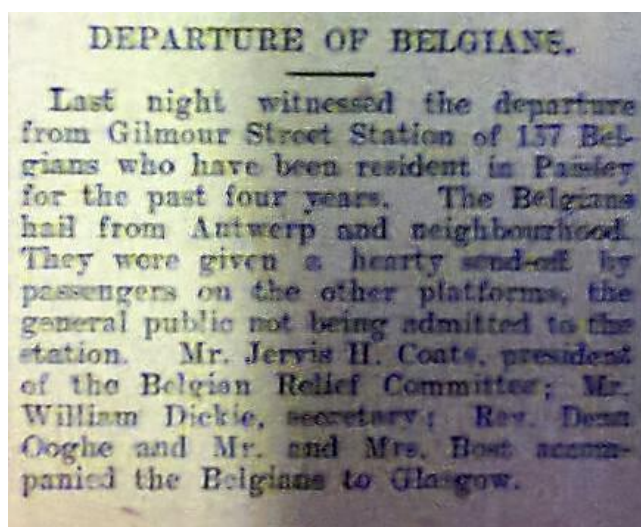 DEPARTURE OF BELGIANS.
Last night witnessed the departure
from Gilmour Street Station of 137 Bel-
gians who have been resident in Paisley
for the past four years. The Belgians
hail from Antwerp and neighbourhood.
They were given a hearty send-off by
passengers on the other platforms, the
general public not being admitted to the
station. Mr. Jervis H. Coats, president
of the Belgian Relief Committee; Mr.
William Dickie, secretary; Rev. Dean
Ooghe and Mr. and Mrs. Bost accom-
panied the Belgians to Glasgow.